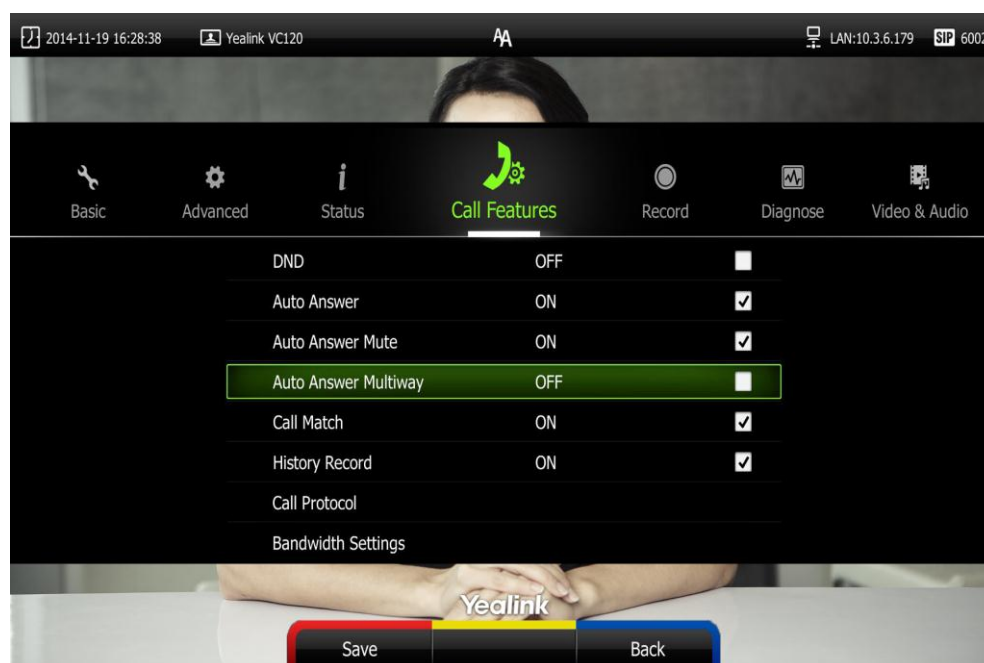 2014-11-19 16:28:38 Yealink VC120 AA LAN:10.3.6.179 SIP 6002
Basic Advanced Status Call Features Record Diagnose Video & Audio
DND OFF
Auto Answer ON
Auto Answer Mute ON
Auto Answer Multiway OFF
Call Match ON
History Record ON
Call Protocol
Bandwidth Settings
Yealink
Save Back